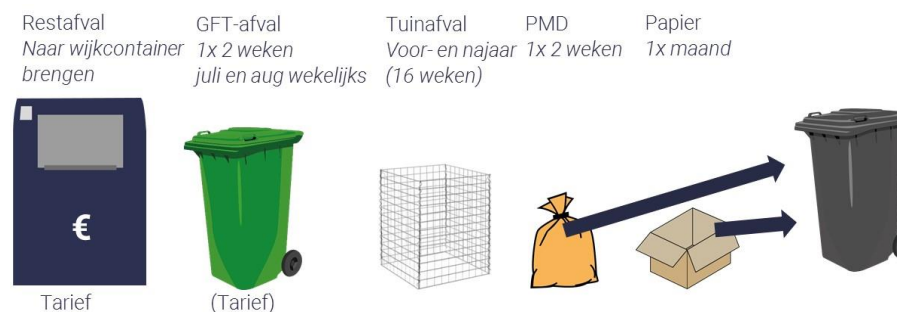 Restafval
Naar wijkcontainer
brengen
GFT-afval
1x 2 weken
juli en aug wekelijks
Tuinafval
Voor- en najaar
(16 weken)
PMD
1x 2 weken
Papier
1x maand
€
Tarief
(Tarief)